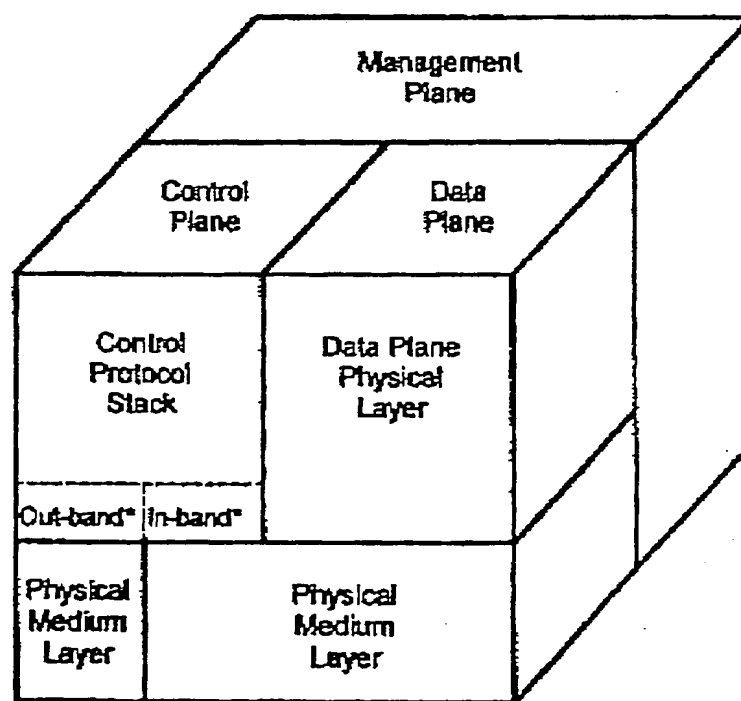 Management
Plane
Control
Plane
Data
Plane
Control
Protocol
Stack
Data Plane
Physical
Layer
Out-band*
In-band*
Physical
Medium
Layer
Physical
Medium
Layer